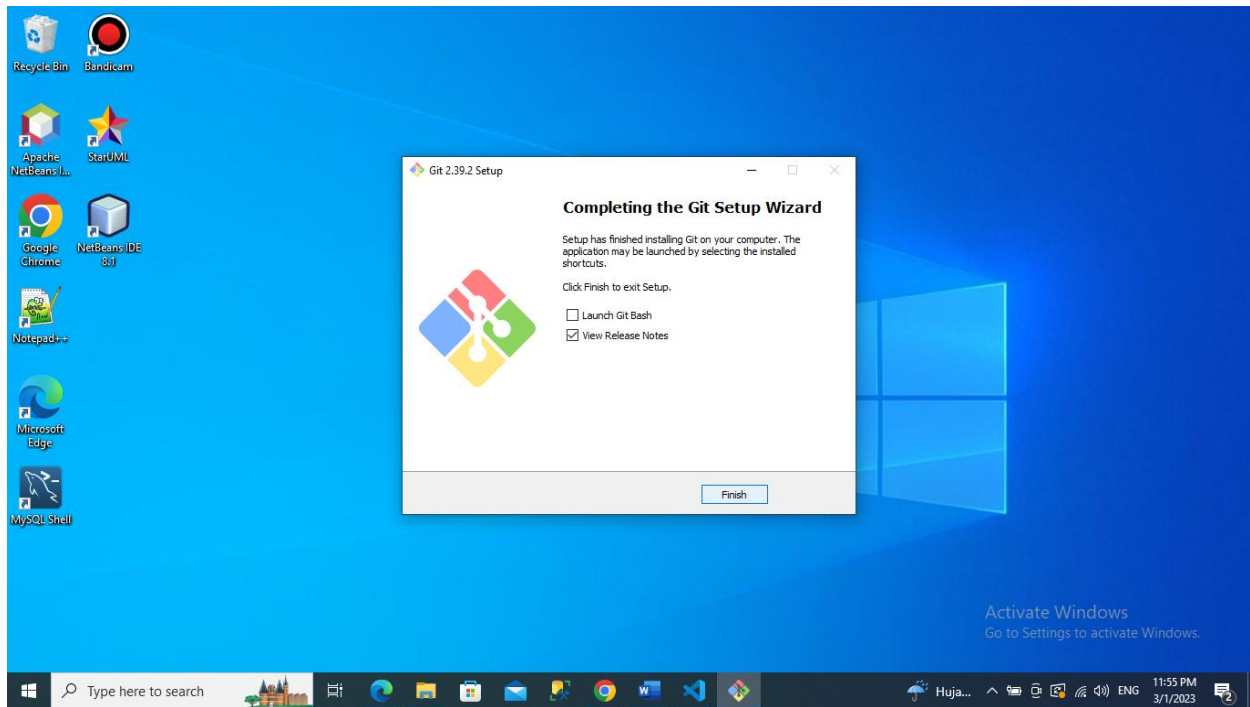 Recycle Bin
Bandicam
Apache
NetBeans I...
StarUML
Google
Chrome
NetBeans IDE
8.1
Notepad++
Microsoft
Edge
MySQL Shell
Git 2.39.2 Setup
Completing the Git Setup Wizard
Setup has finished installing Git on your computer. The
application may be launched by selecting the installed
shortcuts.
Click Finish to exit Setup.
Launch Git Bash
View Release Notes
Finish
Activate Windows
Go to Settings to activate Windows.
Type here to search
Huja...
ENG
11:55 PM
3/1/2023
2